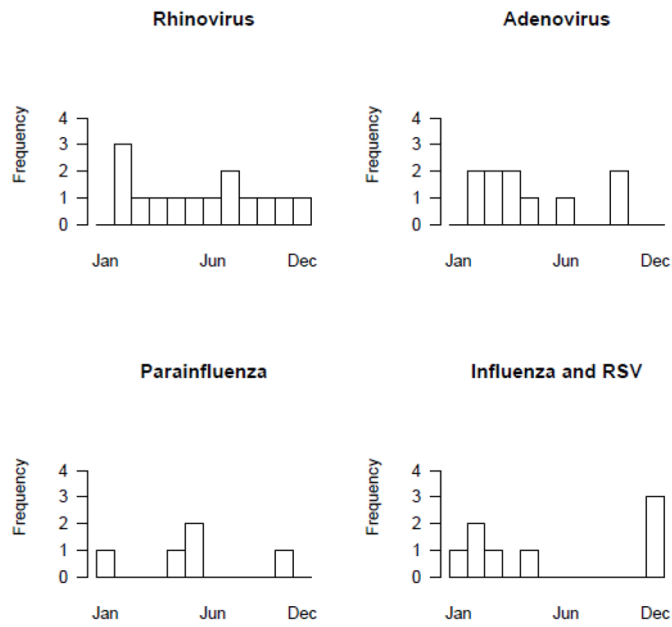 Rhinovirus
Frequency
4
3
2
1
0
Jan Jun Dec
Adenovirus
Frequency
4
3
2
1
0
Jan Jun Dec
Parainfluenza
Frequency
4
3
2
1
0
Jan Jun Dec
Influenza and RSV
Frequency
4
3
2
1
0
Jan Jun Dec